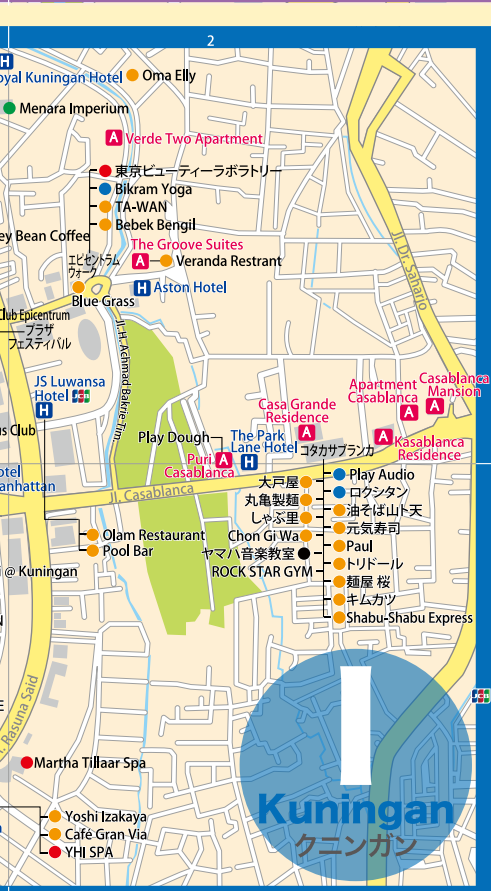 2
H
oyal Kuningan Hotel
Oma Elly
Menara Imperium
A Verde Two Apartment
東京ビューティーラボラトリー
Bikram Yoga
TA-WAN
Bebek Bengil
ey Bean Coffee
The Groove Suites
エピセントラム
ウォーク
A
Veranda Restrant
Blue Grass
H Aston Hotel
lub Epicentrum
プラザ
フェスティバル
Jl. H. Achmad Bakrie Tim
Jl. Dr. Sahario
JS Luwansa
Hotel JCB
H
us Club
Apartment
Casablanca
A
Casablanca
Mansion
A
Casa Grande
Residence
A
Play Dough
The Park
Lane Hotel
H
コタカサブランカ
A
Kasablanca
Residence
Puri
Casablanca
A
otel
anhattan
Jl. Casablanca
大戸屋
丸亀製麺
しゃぶ里
Chon Gi Wa
ヤマハ音楽教室
ROCK STAR GYM
Play Audio
ロクシタン
油そば山ト天
元気寿司
Paul
トリドール
麺屋 桜
キムカツ
Shabu-Shabu Express
Olam Restaurant
Pool Bar
i @ Kuningan
. Rasuna Said
E
JCB
Martha Tillaar Spa
Yoshi Izakaya
Café Gran Via
YHI SPA
I
Kuningan
クニンガン